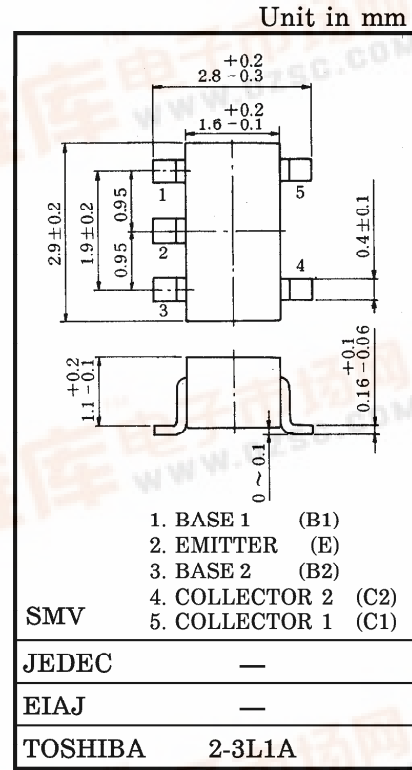 Unit in mm
+0.2
2.8 -0.3
+0.2
1.6 -0.1
2.9±0.2
1.9±0.2
0.95
0.95
1
2
3
5
4
0.4±0.1
+0.2
1.1-0.1
+0.1
0.16-0.06
0~0.1
1. BASE 1 (B1)
2. EMITTER (E)
3. BASE 2 (B2)
4. COLLECTOR 2 (C2)
5. COLLECTOR 1 (C1)
SMV
JEDEC —
EIAJ —
TOSHIBA 2-3L1A